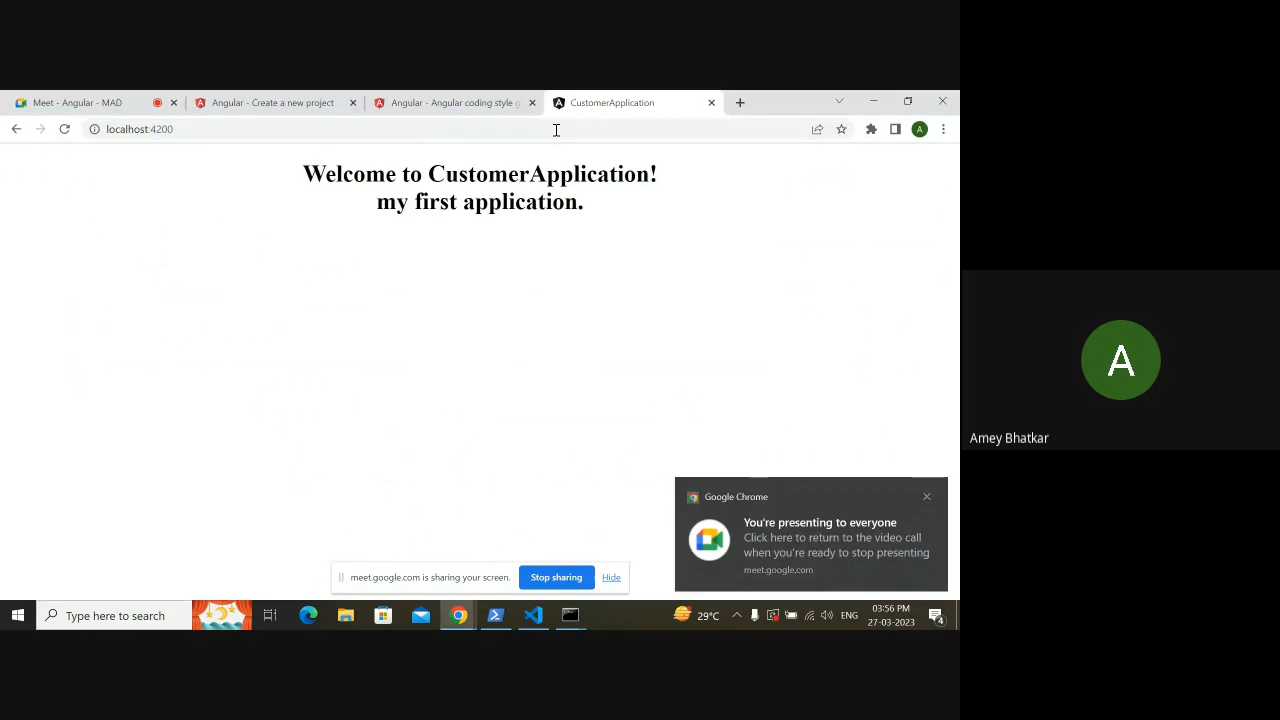 Meet - Angular - MAD
Angular - Create a new project
Angular - Angular coding style g
CustomerApplication
localhost:4200
A
Welcome to CustomerApplication!
my first application.
A
Amey Bhatkar
Google Chrome
You're presenting to everyone
Click here to return to the video call
when you're ready to stop presenting
meet.google.com
meet.google.com is sharing your screen.
Stop sharing
Hide
Type here to search
29°C
ENG
03:56 PM
27-03-2023
4